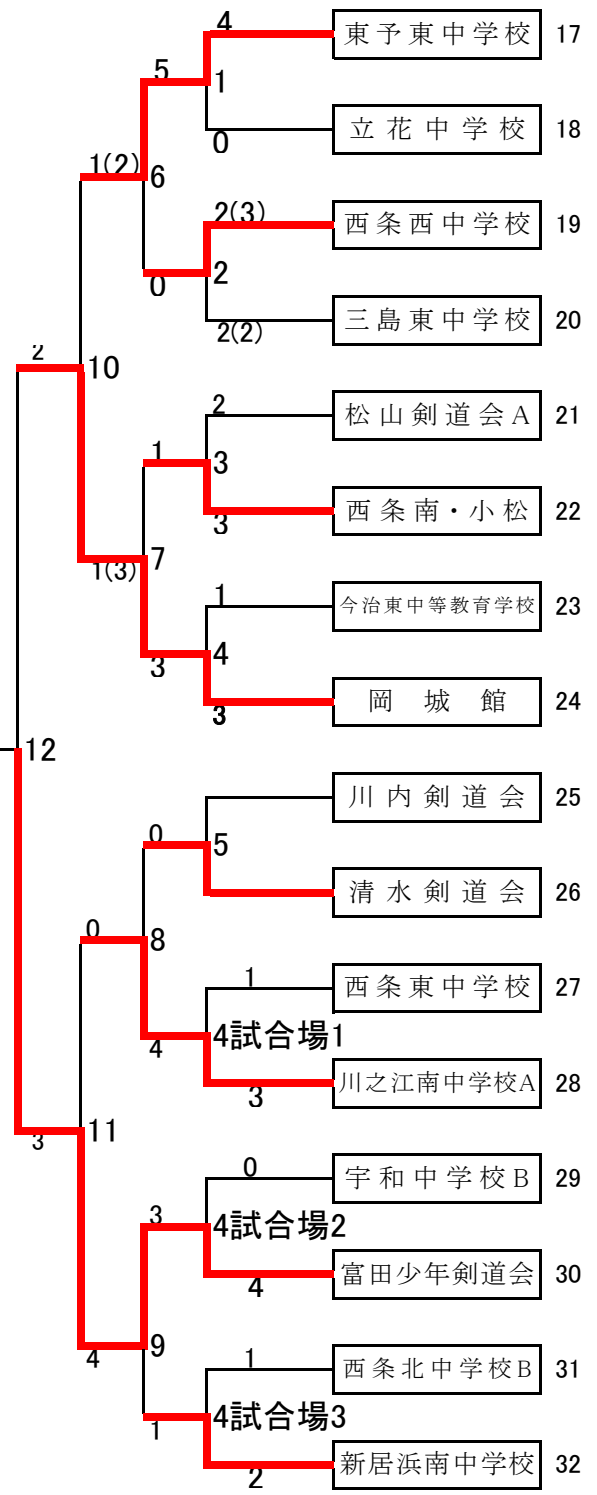 4
東予東中学校 17
5
1
立花中学校 18
0
1(2)
6
2(3)
西条西中学校 19
2
0
三島東中学校 20
2(2)
2
10
2
松山剣道会A 21
1
3
西条南・小松 22
3
7
1(3)
1
今治東中等教育学校 23
4
3
岡城館 24
3
12
川内剣道会 25
0
5
清水剣道会 26
0
8
1
西条東中学校 27
4試合場1
4
川之江南中学校A 28
3
11
3
0
宇和中学校B 29
3
4試合場2
富田少年剣道会 30
4
9
4
1
西条北中学校B 31
4試合場3
1
新居浜南中学校 32
2